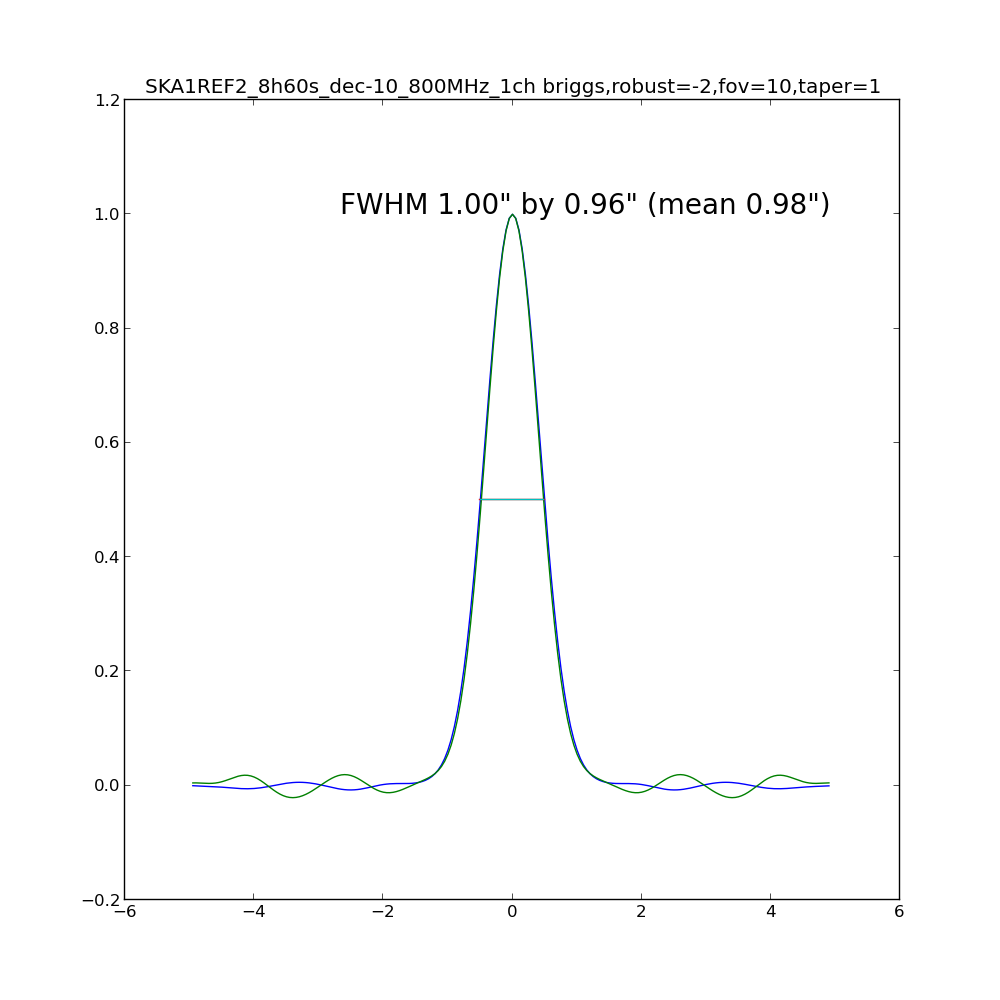 SKA1REF2_8h60s_dec-10_800MHz_1ch briggs,robust=-2,fov=10,taper=1
1.2
FWHM 1.00" by 0.96" (mean 0.98")
1.0
0.8
0.6
0.4
0.2
0.0
−0.2
−6 −4 −2 0 2 4 6